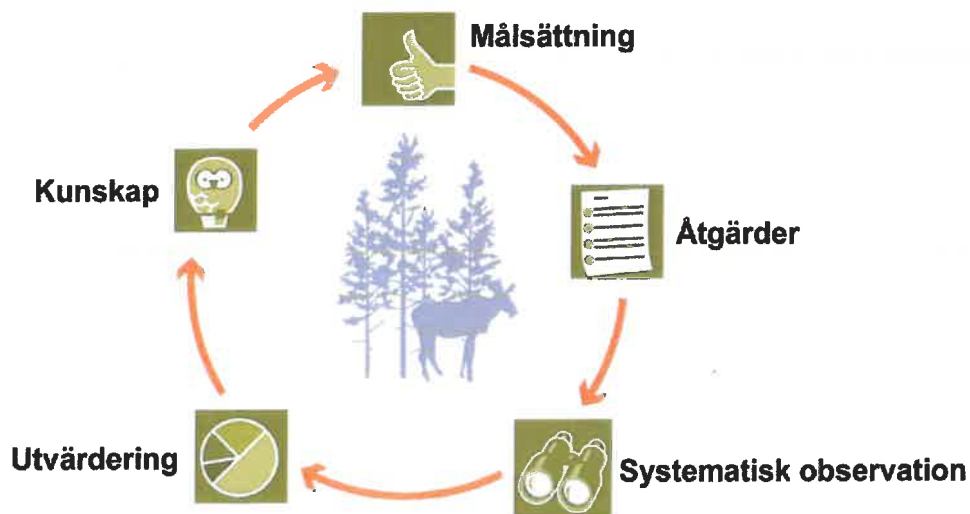 Målsättning
Åtgärder
Systematisk observation
Utvärdering
Kunskap